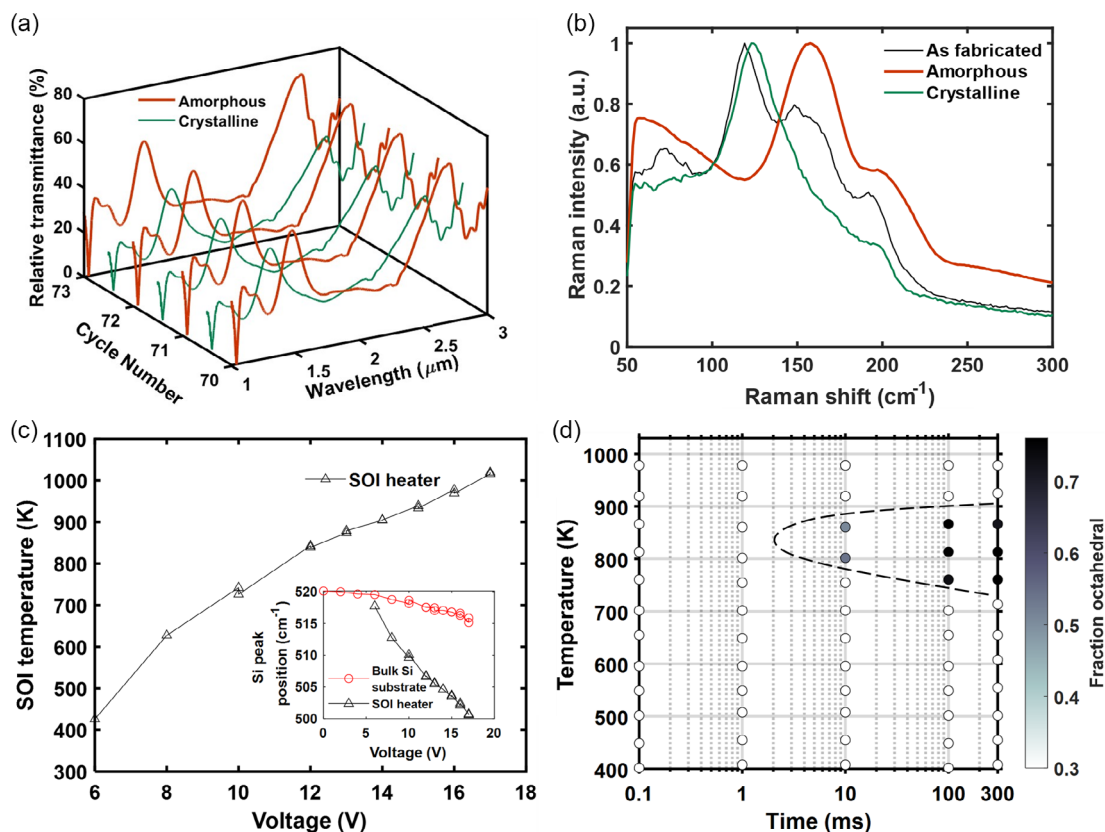 (a)
Relative transmittance (%)
80
60
40
20
0
Amorphous
Crystalline
73
72
71
70
Cycle Number
1
1.5
2
2.5
3
Wavelength (μm)
(b)
Raman intensity (a.u.)
1
0.8
0.6
0.4
0.2
0
As fabricated
Amorphous
Crystalline
50
100
150
200
250
300
Raman shift (cm-1)
(c)
SOI temperature (K)
1100
1000
900
800
700
600
500
400
300
SOI heater
Si peak
position (cm-1)
520
515
510
505
500
Bulk Si
substrate
SOI heater
0
5
10
15
20
Voltage (V)
6
8
10
12
14
16
18
Voltage (V)
(d)
Temperature (K)
1000
900
800
700
600
500
400
0.1
1
10
100
300
Time (ms)
0.7
0.6
0.5
0.4
0.3
Fraction octahedral